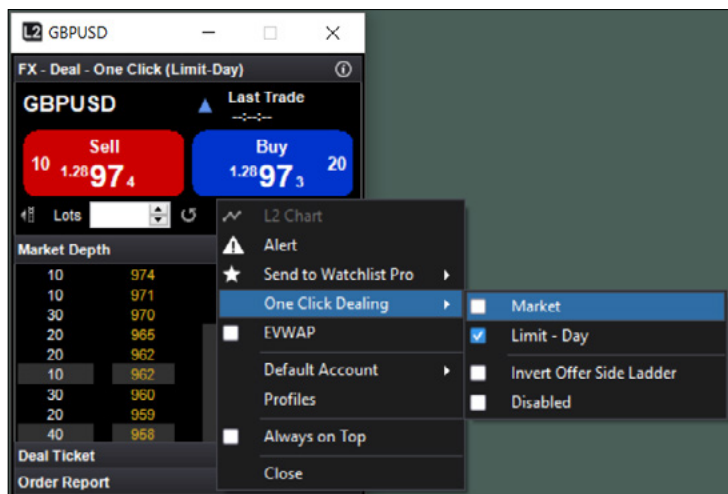 L2 GBPUSD
FX - Deal - One Click (Limit-Day)
GBPUSD
Last Trade
--:--:--
Sell
10 1.28974
Buy
1.28973 20
Lots
Market Depth
10 974
10 971
30 970
20 965
20 962
10 962
30 960
20 959
40 958
Deal Ticket
Order Report
L2 Chart
Alert
Send to Watchlist Pro
One Click Dealing
EVWAP
Default Account
Profiles
Always on Top
Close
Market
Limit - Day
Invert Offer Side Ladder
Disabled